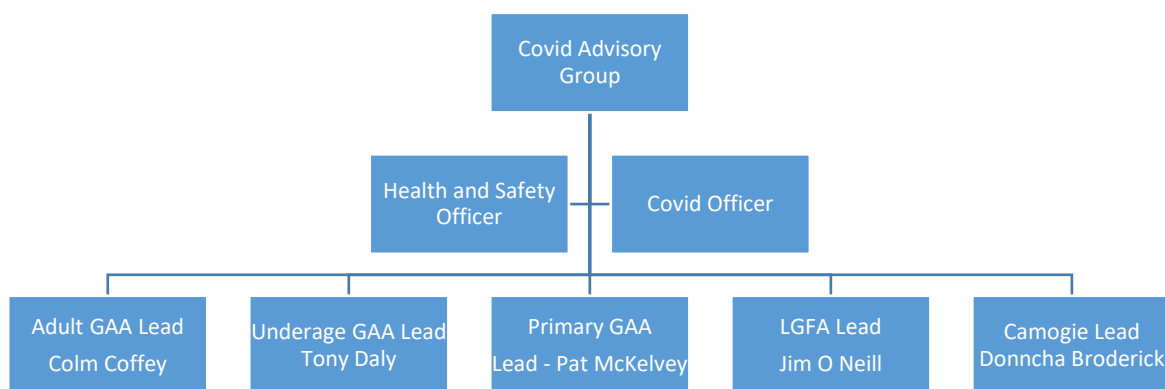 Covid Advisory
Group
Health and Safety
Officer
Covid Officer
Adult GAA Lead
Colm Coffey
Underage GAA Lead
Tony Daly
Primary GAA
Lead - Pat McKelvey
LGFA Lead
Jim O Neill
Camogie Lead
Donncha Broderick